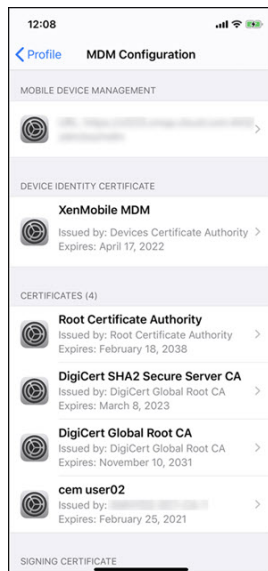 12:08
Profile
MDM Configuration
MOBILE DEVICE MANAGEMENT
DEVICE IDENTITY CERTIFICATE
XenMobile MDM
Issued by: Devices Certificate Authority
Expires: April 17, 2022
CERTIFICATES (4)
Root Certificate Authority
Issued by: Root Certificate Authority
Expires: February 18, 2038
DigiCert SHA2 Secure Server CA
Issued by: DigiCert Global Root CA
Expires: March 8, 2023
DigiCert Global Root CA
Issued by: DigiCert Global Root CA
Expires: November 10, 2031
cem user02
Issued by:
Expires: February 25, 2021
SIGNING CERTIFICATE